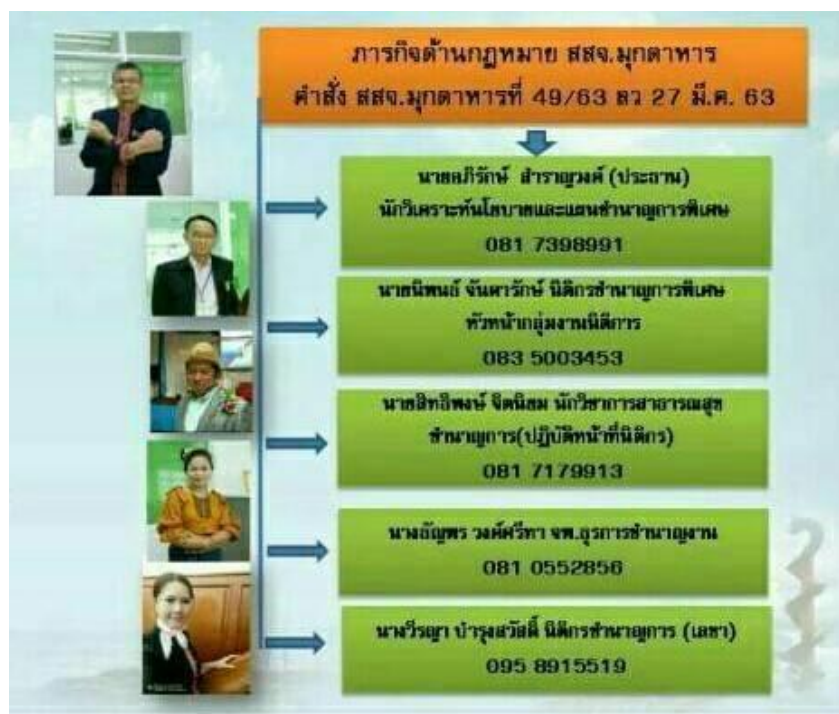 ภารกิจด้านกฎหมาย สสจ.มุกดาหาร
คำสั่ง สสจ.มุกดาหารที่ 49/63 ลว 27 มี.ค. 63
นายอภิรักษ์ สำราญวงศ์ (ประธาน)
นักวิเคราะห์นโยบายและแผนชำนาญการพิเศษ
081 7398991
นายนิพนธ์ จันทารักษ์ นิติกรชำนาญการพิเศษ
หัวหน้ากลุ่มงานนิติการ
083 5003453
นายสิทธิพงษ์ จิตนิยม นักวิชาการสาธารณสุข
ชำนาญการ(ปฏิบัติหน้าที่นิติกร)
081 7179913
นางธัญพร วงค์ศรีทา จพ.ธุรการชำนาญงาน
081 0552856
นางวีรญา บำรุงสวัสดิ์ นิติกรชำนาญการ (เลขา)
095 8915519